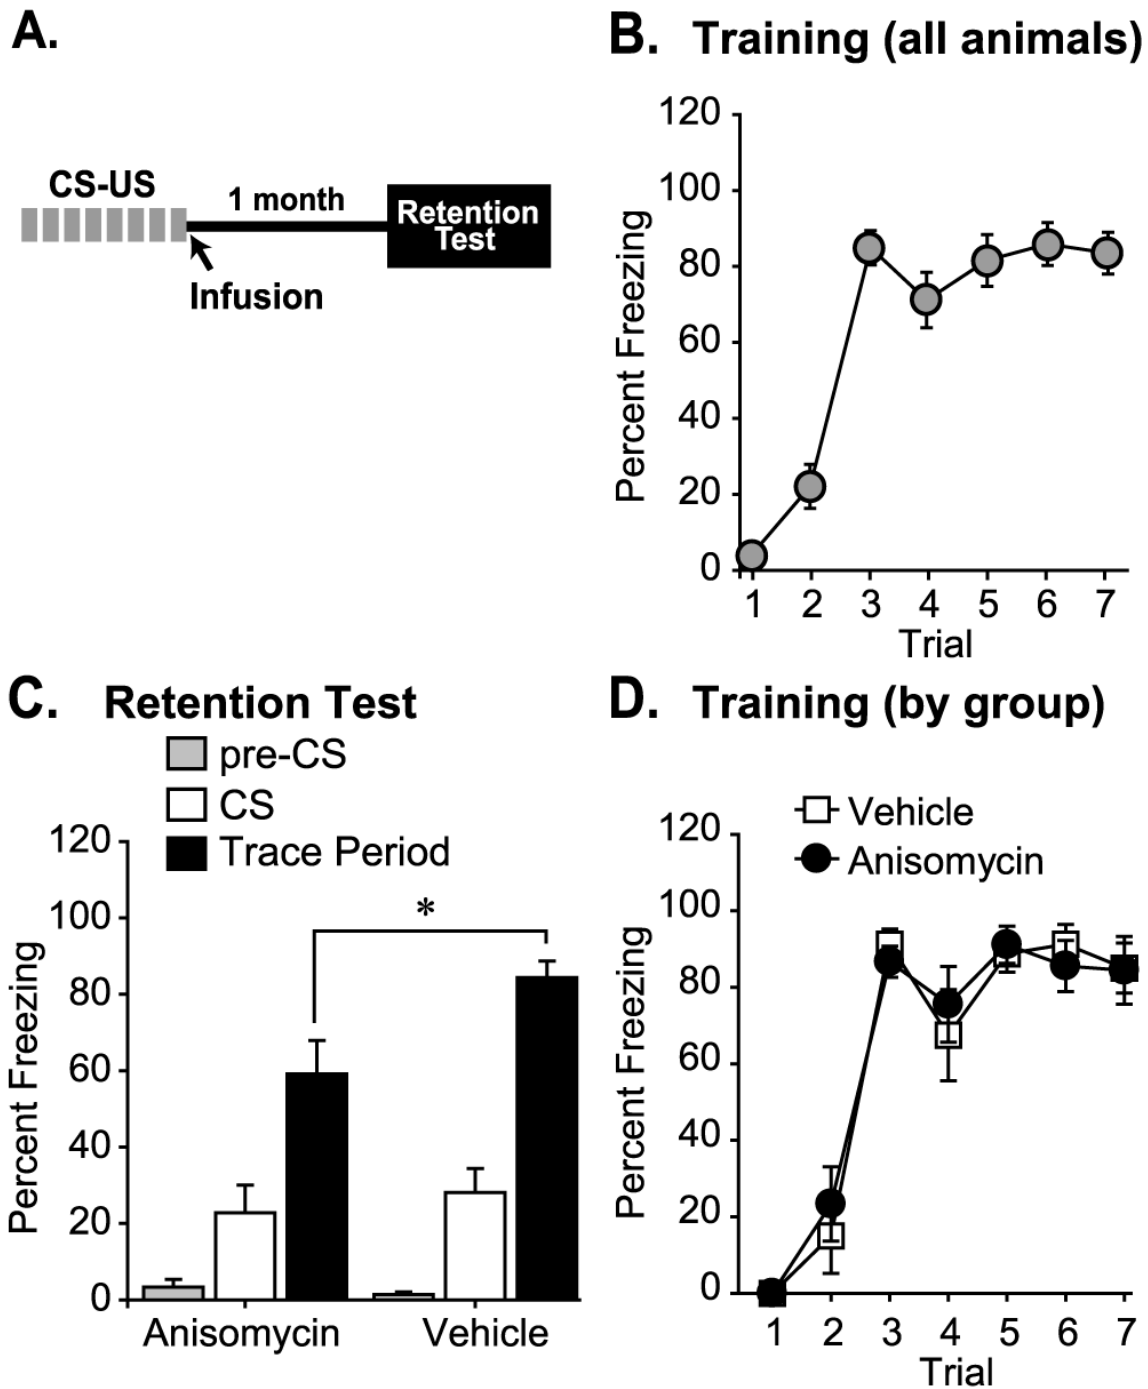 A.
CS-US
1 month
Retention
Test
Infusion
B. Training (all animals)
120
100
80
60
40
20
0
Percent Freezing
1 2 3 4 5 6 7
Trial
C. Retention Test
pre-CS
CS
Trace Period
120
100
80
60
40
20
0
Percent Freezing
*
Anisomycin Vehicle
D. Training (by group)
Vehicle
Anisomycin
120
100
80
60
40
20
0
Percent Freezing
1 2 3 4 5 6 7
Trial